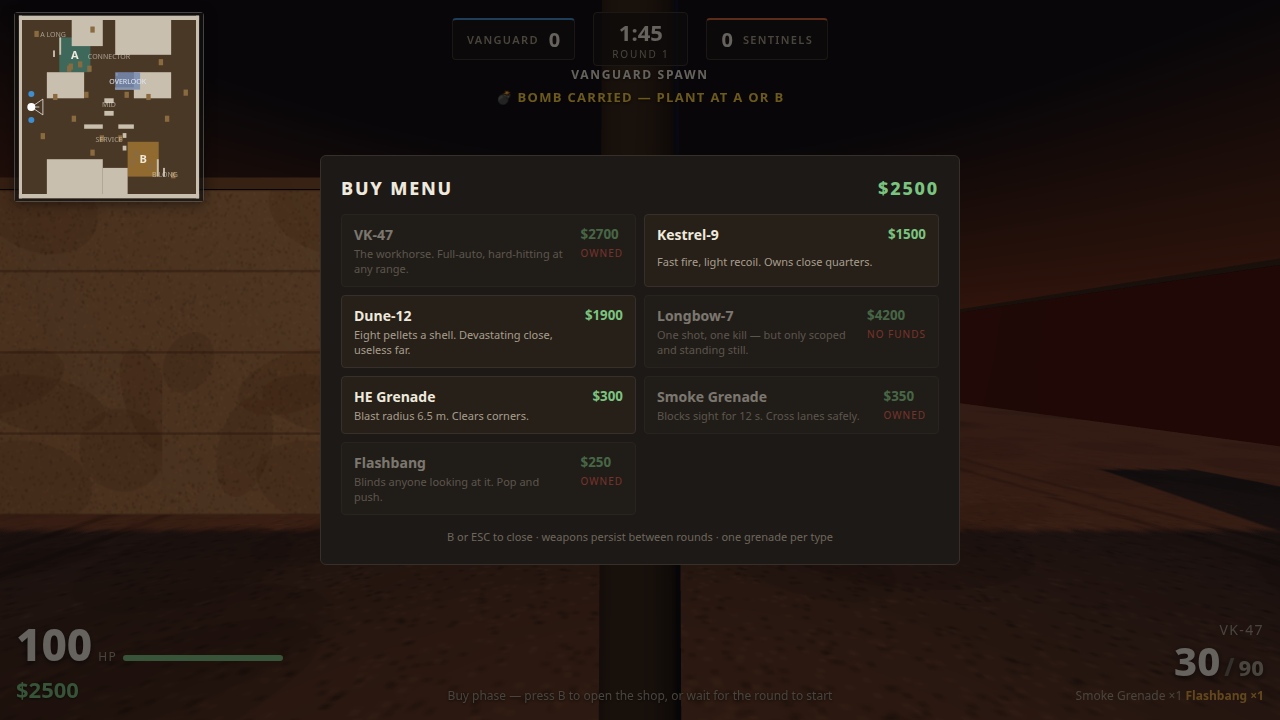 A LONG
A
CONNECTOR
OVERLOOK
MID
SERVICE
B
B LONG
VANGUARD 0
1:45
ROUND 1
0 SENTINELS
VANGUARD SPAWN
BOMB CARRIED — PLANT AT A OR B
BUY MENU
$2500
VK-47
$2700
The workhorse. Full-auto, hard-hitting at
OWNED
any range.
Kestrel-9
$1500
Fast fire, light recoil. Owns close quarters.
Dune-12
$1900
Eight pellets a shell. Devastating close,
useless far.
Longbow-7
$4200
One shot, one kill — but only scoped
NO FUNDS
and standing still.
HE Grenade
$300
Blast radius 6.5 m. Clears corners.
Smoke Grenade
$350
Blocks sight for 12 s. Cross lanes safely.
OWNED
Flashbang
$250
Blinds anyone looking at it. Pop and
OWNED
push.
B or ESC to close · weapons persist between rounds · one grenade per type
100 HP
$2500
Buy phase — press B to open the shop, or wait for the round to start
VK-47
30 / 90
Smoke Grenade ×1 Flashbang ×1